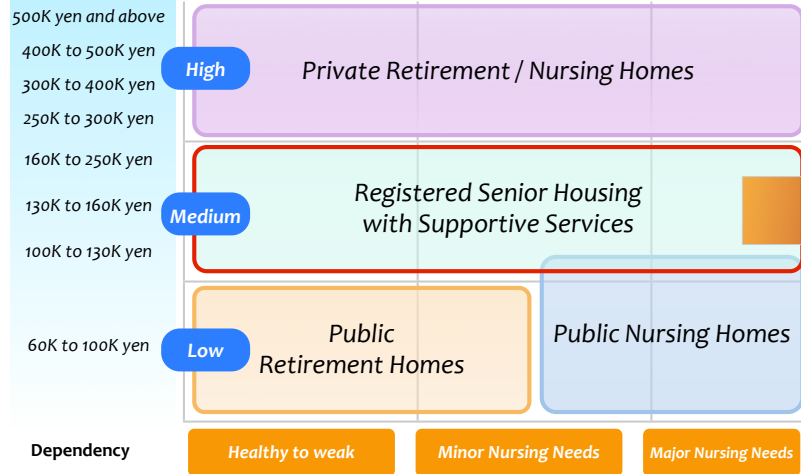 500K yen and above
400K to 500K yen
High
Private Retirement / Nursing Homes
300K to 400K yen
250K to 300K yen
160K to 250K yen
130K to 160K yen
Medium
Registered Senior Housing
with Supportive Services
100K to 130K yen
60K to 100K yen
Low
Public
Retirement Homes
Public Nursing Homes
Dependency
Healthy to weak
Minor Nursing Needs
Major Nursing Needs